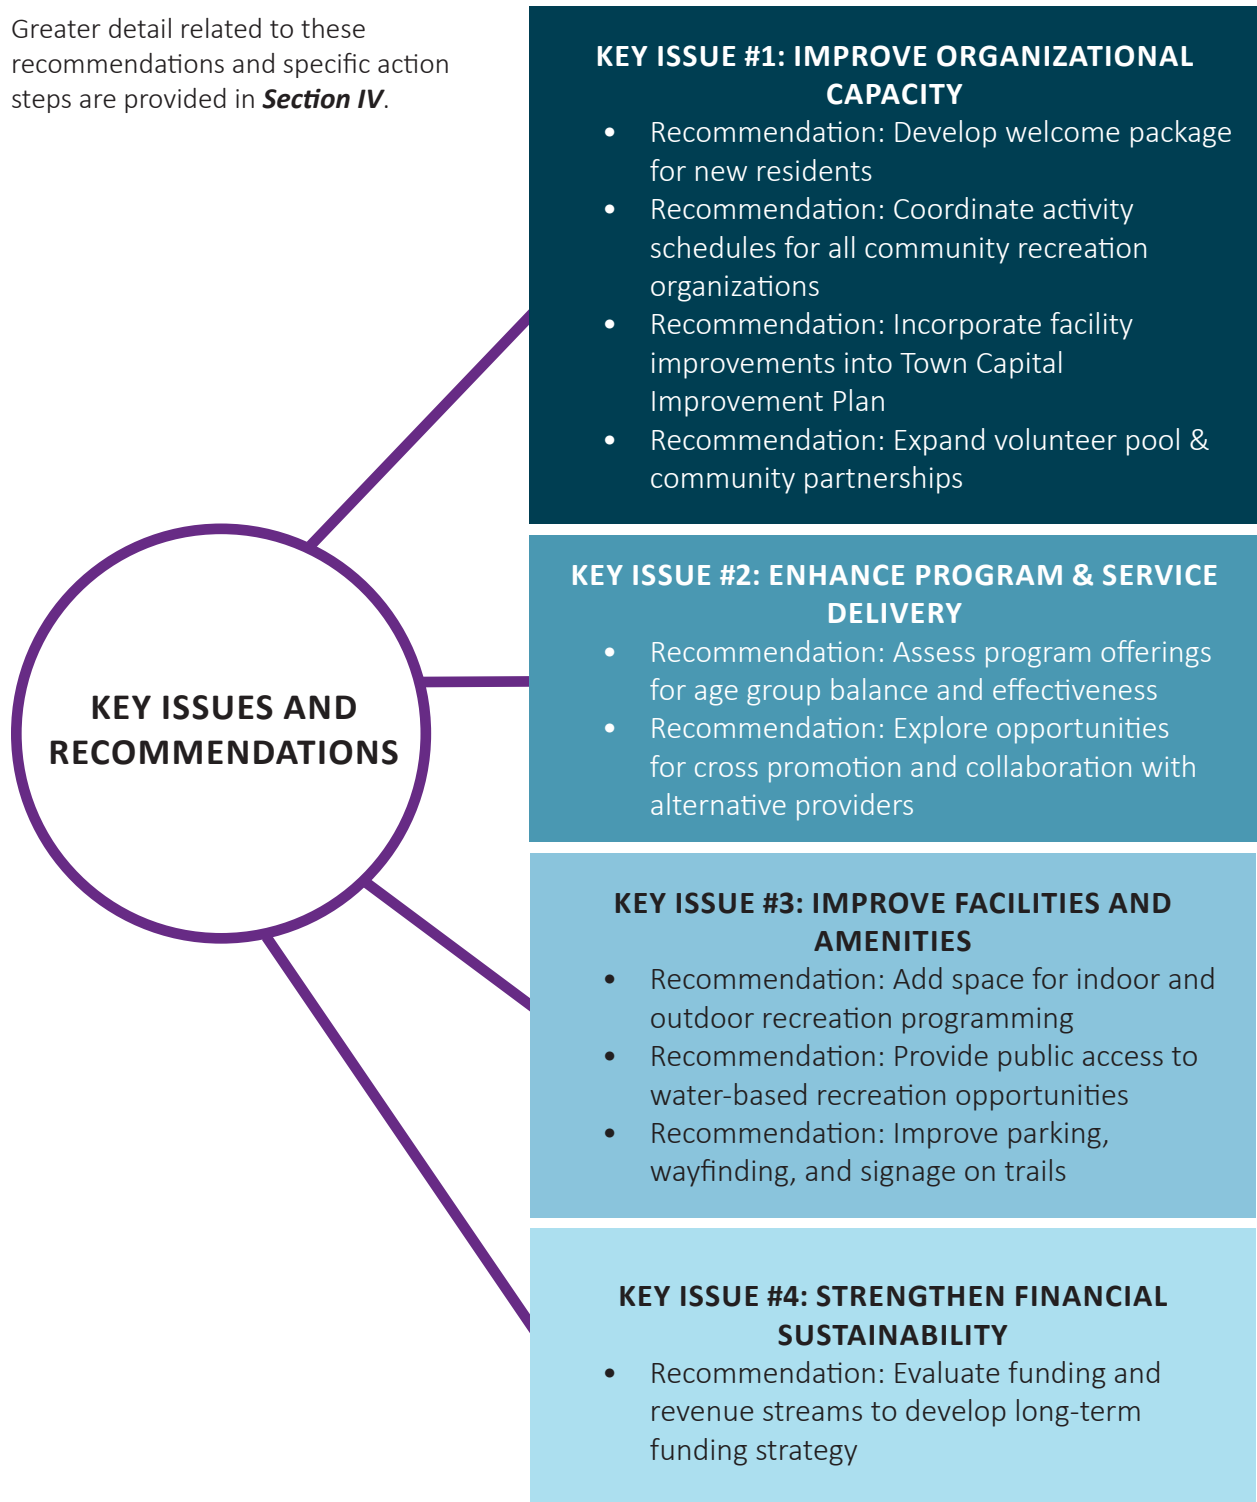 Greater detail related to these
recommendations and specific action
steps are provided in Section IV.
KEY ISSUES AND
RECOMMENDATIONS
KEY ISSUE #1: IMPROVE ORGANIZATIONAL
CAPACITY
• Recommendation: Develop welcome package
for new residents
• Recommendation: Coordinate activity
schedules for all community recreation
organizations
• Recommendation: Incorporate facility
improvements into Town Capital
Improvement Plan
• Recommendation: Expand volunteer pool &
community partnerships
KEY ISSUE #2: ENHANCE PROGRAM & SERVICE
DELIVERY
• Recommendation: Assess program offerings
for age group balance and effectiveness
• Recommendation: Explore opportunities
for cross promotion and collaboration with
alternative providers
KEY ISSUE #3: IMPROVE FACILITIES AND
AMENITIES
• Recommendation: Add space for indoor and
outdoor recreation programming
• Recommendation: Provide public access to
water-based recreation opportunities
• Recommendation: Improve parking,
wayfinding, and signage on trails
KEY ISSUE #4: STRENGTHEN FINANCIAL
SUSTAINABILITY
• Recommendation: Evaluate funding and
revenue streams to develop long-term
funding strategy